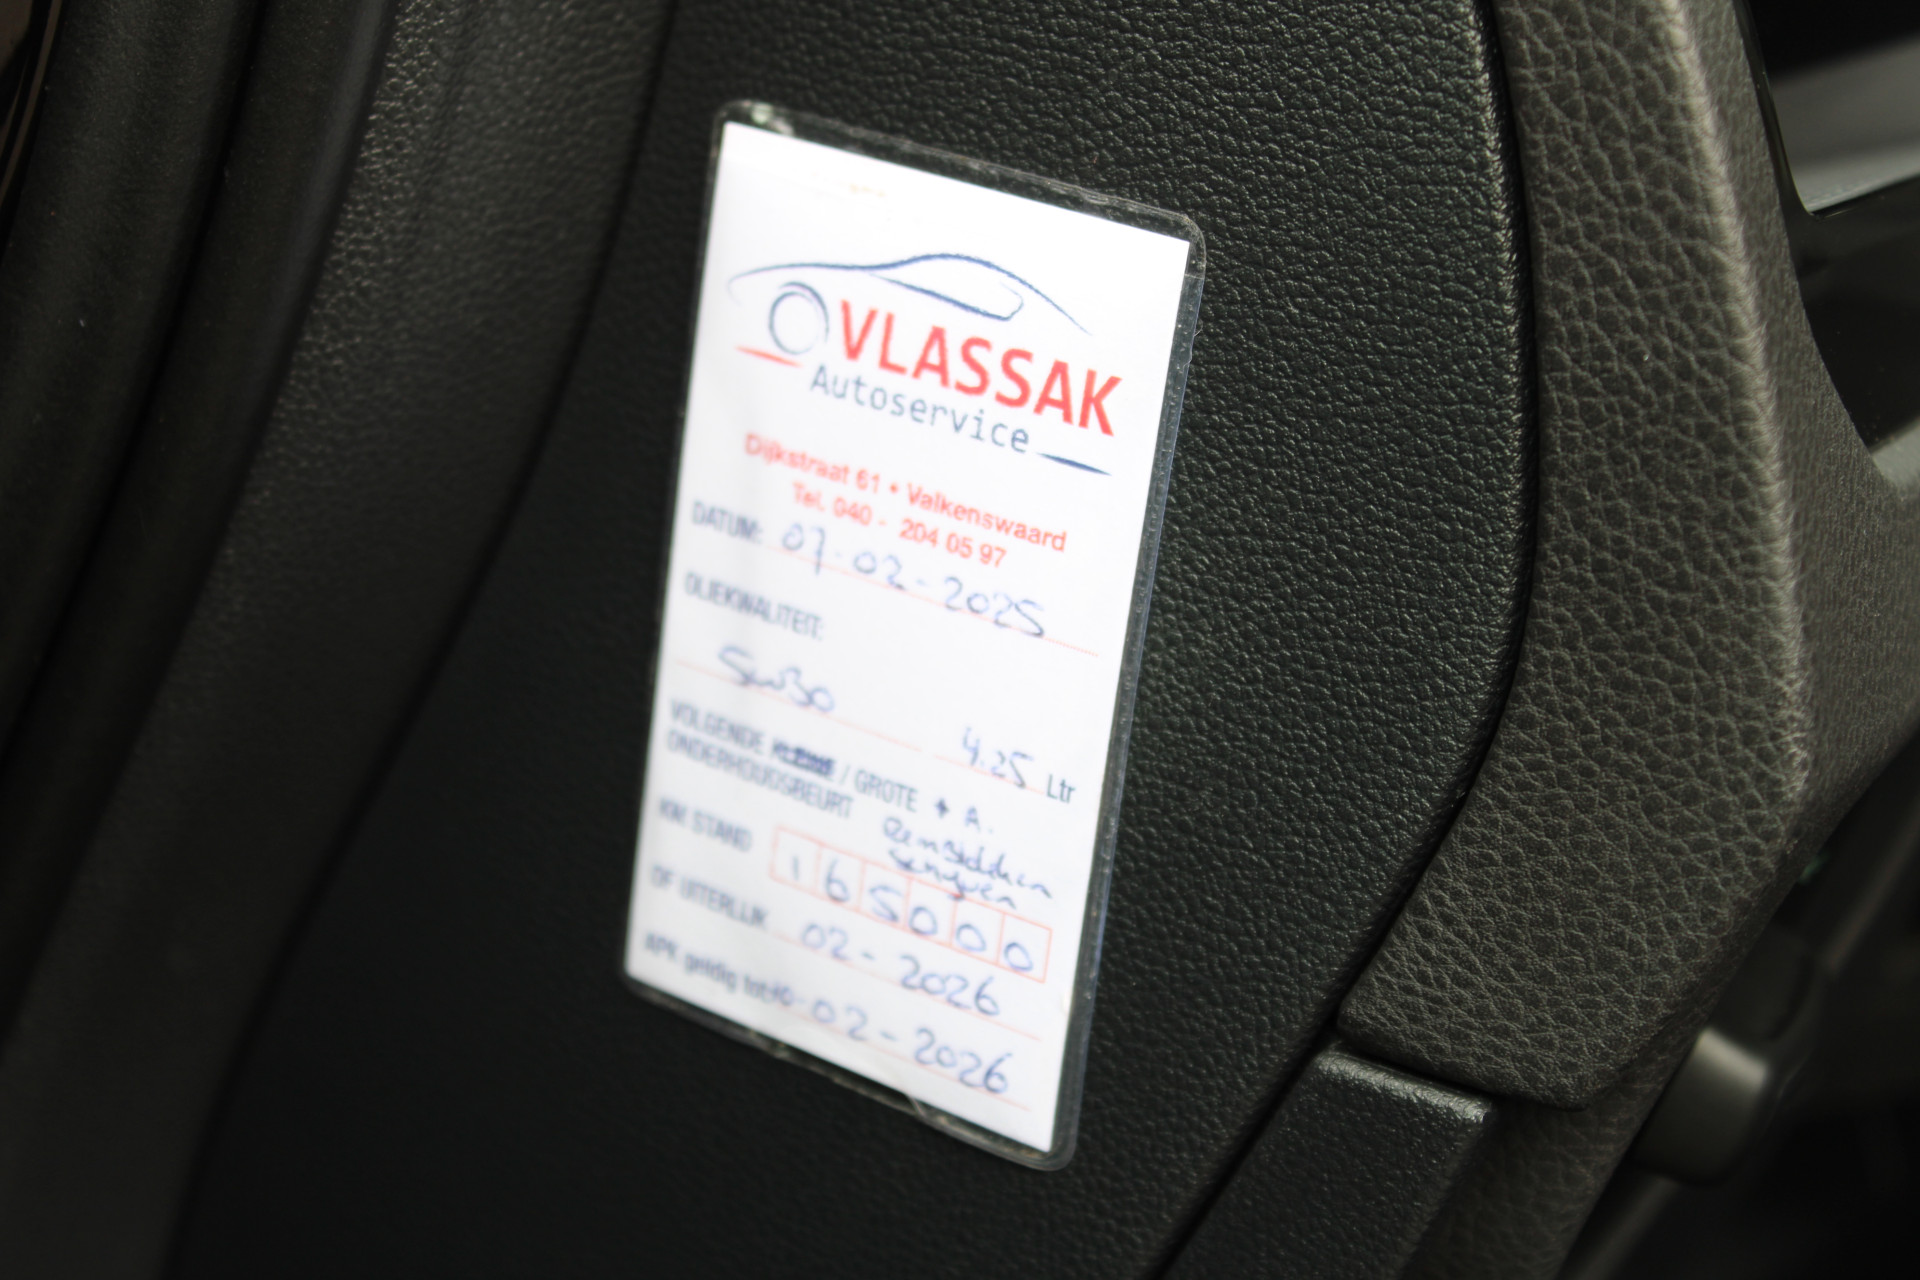 VLASSAK
Autoservice
Dijkstraat 61 • Valkenswaard
Tel. 040 - 204 05 97
DATUM: 07-02-2025
OLIEKWALITEIT:
5w30 4.25 Ltr
VOLGENDE / GROTE + A.
ONDERHOUDSBEURT Remblokken
KM STAND 165000
OF UITERLIJK 02-2026
APK geldig tot: 10-02-2026